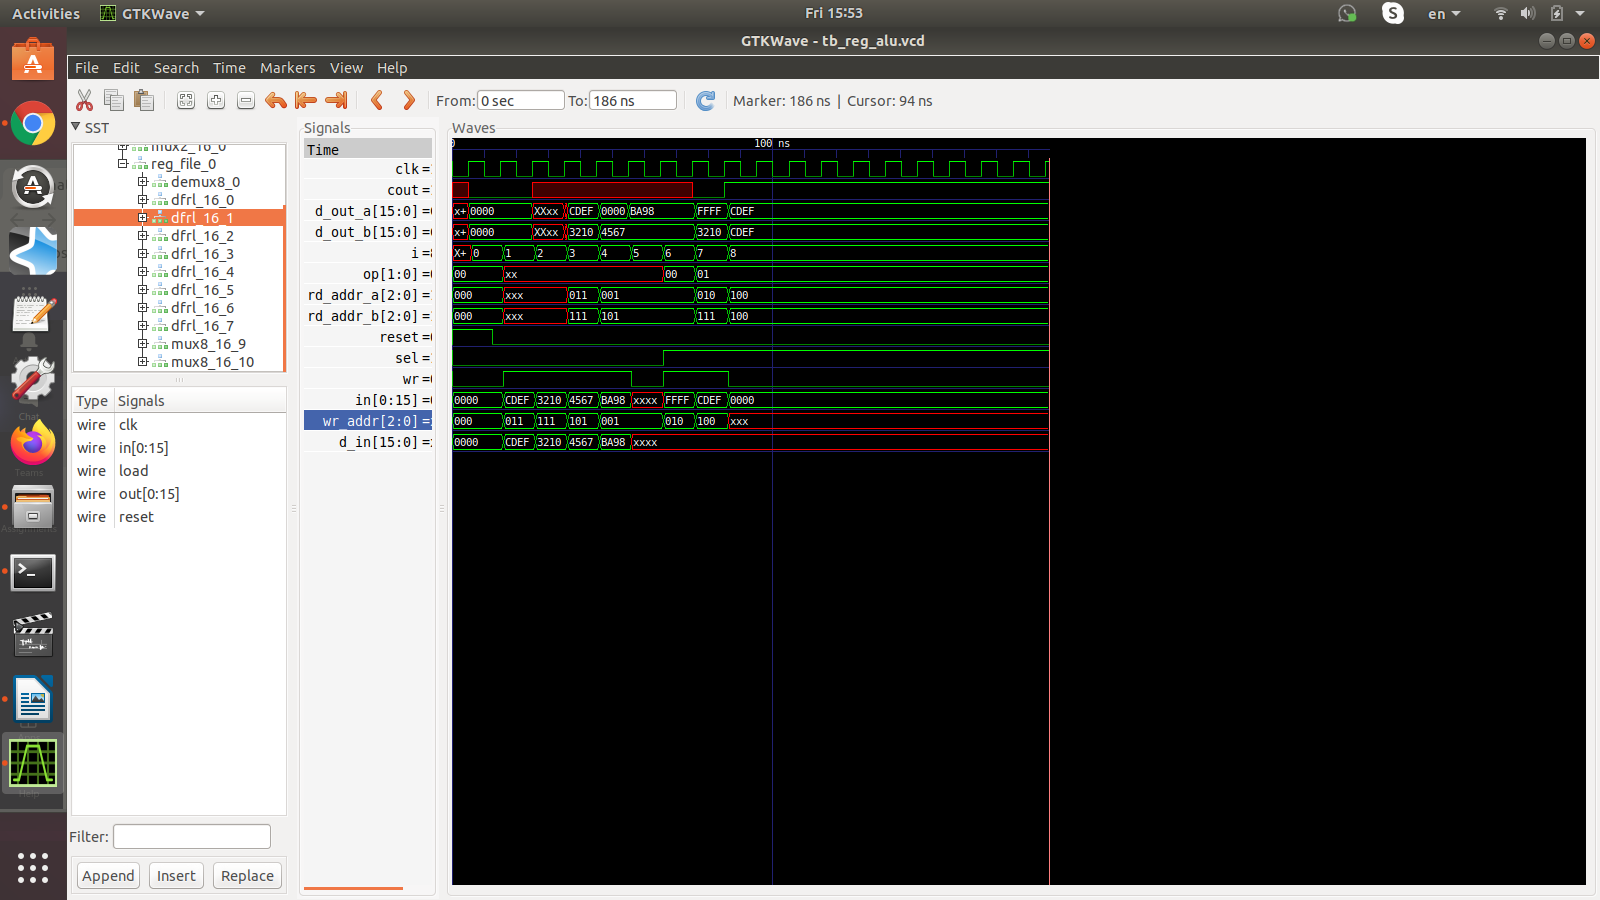 Activities GTKWave Fri 15:53 S en
GTKWave - tb_reg_alu.vcd
File Edit Search Time Markers View Help
From: 0 sec To: 186 ns Marker: 186 ns | Cursor: 94 ns
SST
mux2_16_0
reg_file_0
demux8_0
dfrl_16_0
dfrl_16_1
dfrl_16_2
dfrl_16_3
dfrl_16_4
dfrl_16_5
dfrl_16_6
dfrl_16_7
mux8_16_9
mux8_16_10
Type Signals
wire clk
wire in[0:15]
wire load
wire out[0:15]
wire reset
Filter:
Append Insert Replace
Signals
Time
clk=
cout=
d_out_a[15:0]=
d_out_b[15:0]=
i=
op[1:0]=
rd_addr_a[2:0]=
rd_addr_b[2:0]=
reset=
sel=
wr=
in[0:15]=
wr_addr[2:0]=
d_in[15:0]=
Waves
0 100 ns
x+ 0000 XXxx CDEF 0000 BA98 FFFF CDEF
x+ 0000 XXxx 3210 4567 3210 CDEF
X+ 0 1 2 3 4 5 6 7 8
00 xx 00 01
000 xxx 011 001 010 100
000 xxx 111 101 111 100
0000 CDEF 3210 4567 BA98 xxxx FFFF CDEF 0000
000 011 111 101 001 010 100 xxx
0000 CDEF 3210 4567 BA98 xxxx
Chat
Teams
Help